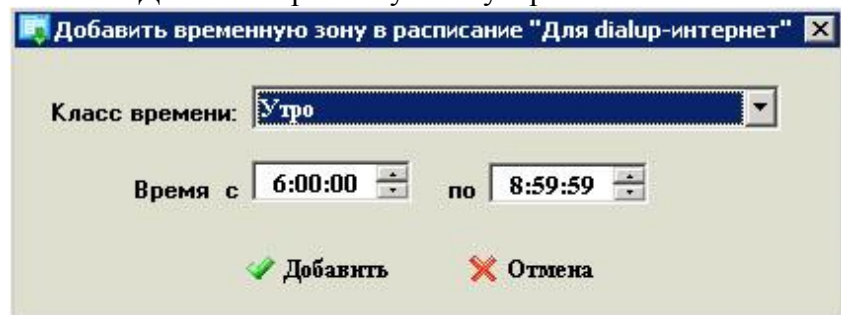 Добавить временную зону в расписание "Для dialup-интернет"
Класс времени: Утро
Время с 6:00:00 по 8:59:59
Добавить Отмена